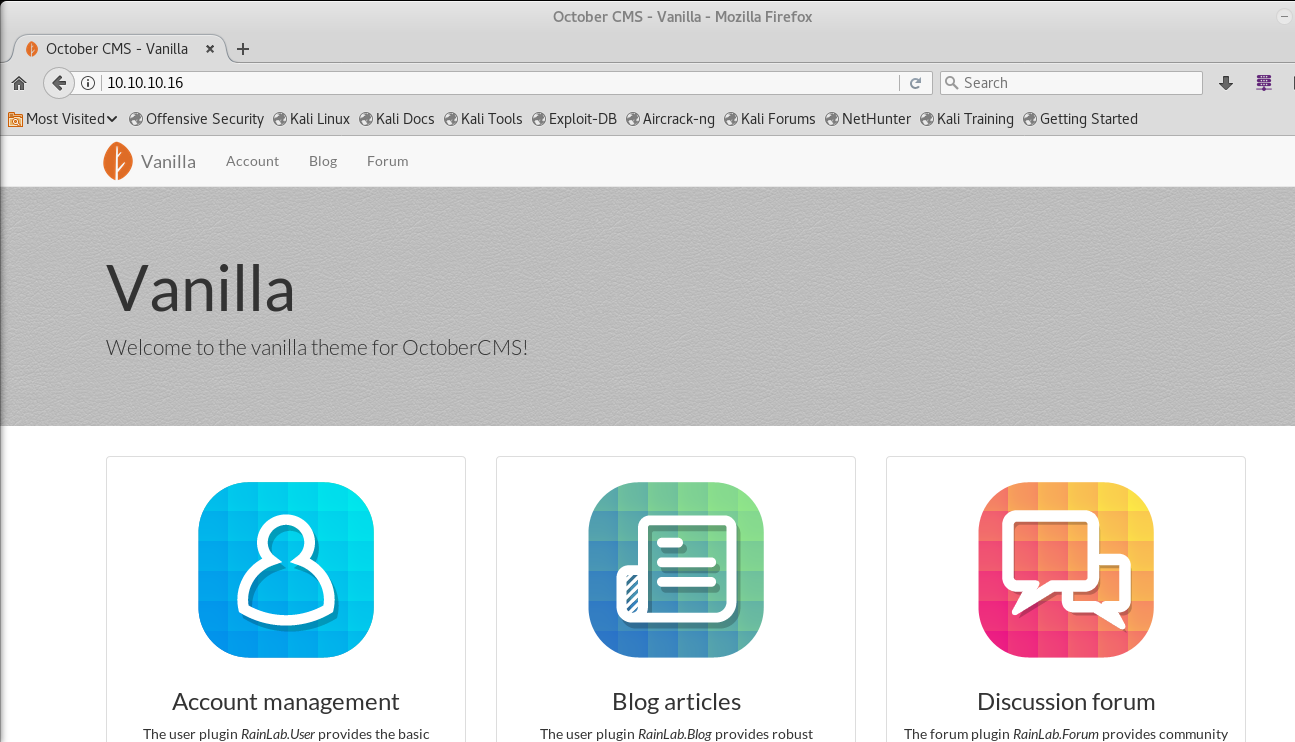 October CMS - Vanilla - Mozilla Firefox
October CMS - Vanilla
10.10.10.16
Search
Most Visited Offensive Security Kali Linux Kali Docs Kali Tools Exploit-DB Aircrack-ng Kali Forums NetHunter Kali Training Getting Started
Vanilla Account Blog Forum
Vanilla
Welcome to the vanilla theme for OctoberCMS!
Account management
The user plugin RainLab.User provides the basic
Blog articles
The user plugin RainLab.Blog provides robust
Discussion forum
The forum plugin RainLab.Forum provides community